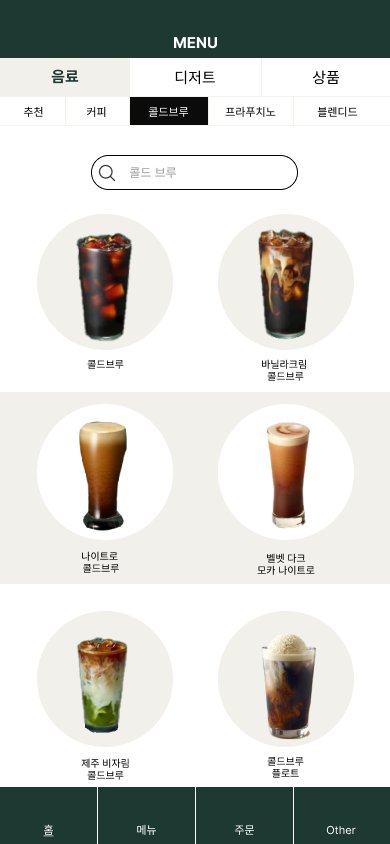 MENU
음료
디저트
상품
추천
커피
콜드브루
프라푸치노
블렌디드
콜드 브루
콜드브루
바닐라크림
콜드브루
나이트로
콜드브루
벨벳 다크
모카 나이트로
제주 비자림
콜드브루
콜드브루
플로트
홈
메뉴
주문
Other